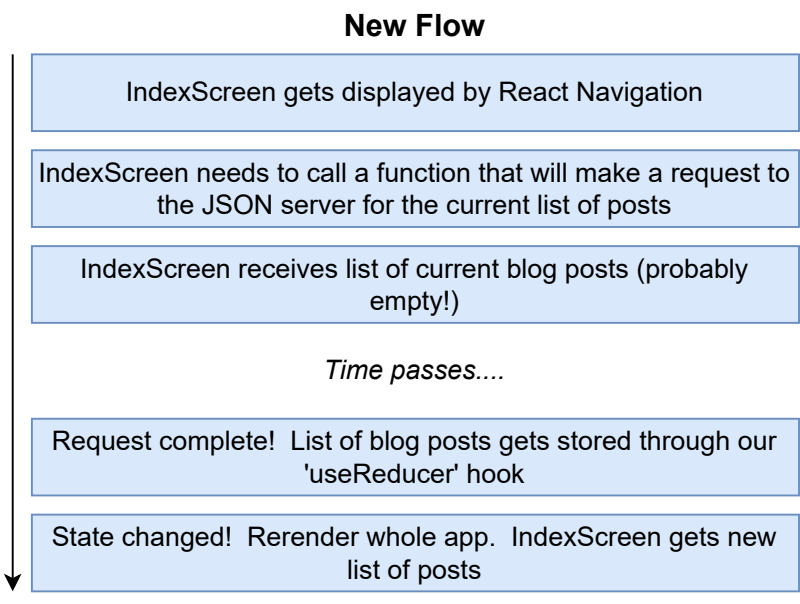 New Flow
IndexScreen gets displayed by React Navigation
IndexScreen needs to call a function that will make a request to
the JSON server for the current list of posts
IndexScreen receives list of current blog posts (probably
empty!)
Time passes....
Request complete!  List of blog posts gets stored through our
'useReducer' hook
State changed!  Rerender whole app.  IndexScreen gets new
list of posts